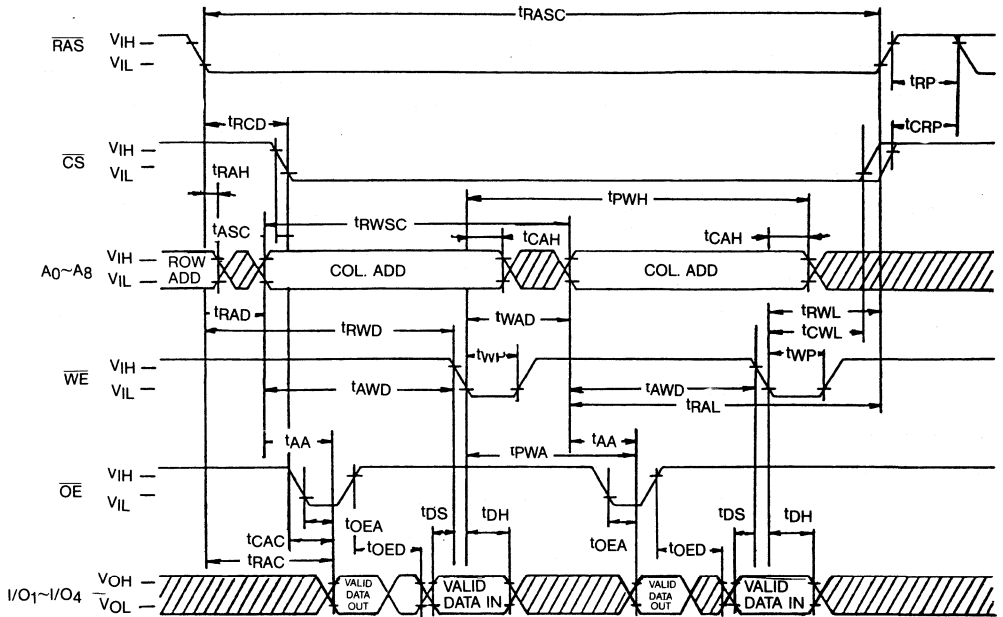 tRASC
RAS
VIH
VIL
tRP
tRCD
tCRP
CS
VIH
VIL
tRAH
tPWH
tASC
tRWSC
tCAH
tCAH
A0~A8
VIH
VIL
ROW ADD
COL. ADD
COL. ADD
tRAD
tRWD
tWAD
tRWL
tCWL
WE
VIH
VIL
tWP
tWP
tAWD
tAWD
tRAL
tAA
tPWA
tAA
OE
VIH
VIL
tOEA
tDS
tDH
tOEA
tDS
tDH
tCAC
tOED
tOED
tRAC
I/O1~I/O4
VOH
VOL
VALID DATA OUT
VALID DATA IN
VALID DATA OUT
VALID DATA IN